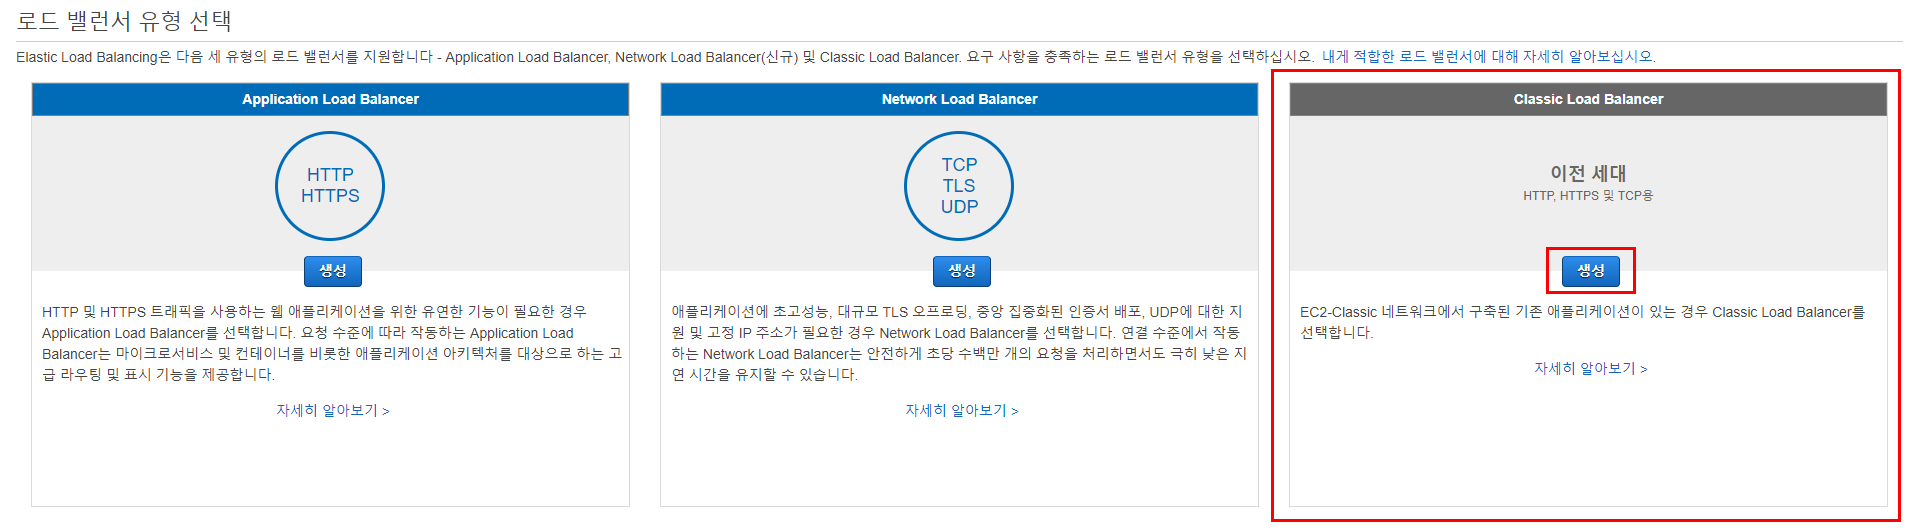 로드 밸런서 유형 선택
Elastic Load Balancing은 다음 세 유형의 로드 밸런서를 지원합니다 - Application Load Balancer, Network Load Balancer(신규) 및 Classic Load Balancer. 요구 사항을 충족하는 로드 밸런서 유형을 선택하십시오. 내게 적합한 로드 밸런서에 대해 자세히 알아보십시오.
Application Load Balancer
HTTP
HTTPS
생성
HTTP 및 HTTPS 트래픽을 사용하는 웹 애플리케이션을 위한 유연한 기능이 필요한 경우
Application Load Balancer를 선택합니다. 요청 수준에 따라 작동하는 Application Load
Balancer는 마이크로서비스 및 컨테이너를 비롯한 애플리케이션 아키텍처를 대상으로 하는 고
급 라우팅 및 표시 기능을 제공합니다.
자세히 알아보기 >
Network Load Balancer
TCP
TLS
UDP
생성
애플리케이션에 초고성능, 대규모 TLS 오프로딩, 중앙 집중화된 인증서 배포, UDP에 대한 지
원 및 고정 IP 주소가 필요한 경우 Network Load Balancer를 선택합니다. 연결 수준에서 작동
하는 Network Load Balancer는 안전하게 초당 수백만 개의 요청을 처리하면서도 극히 낮은 지
연 시간을 유지할 수 있습니다.
자세히 알아보기 >
Classic Load Balancer
이전 세대
HTTP, HTTPS 및 TCP용
생성
EC2-Classic 네트워크에서 구축된 기존 애플리케이션이 있는 경우 Classic Load Balancer를
선택합니다.
자세히 알아보기 >